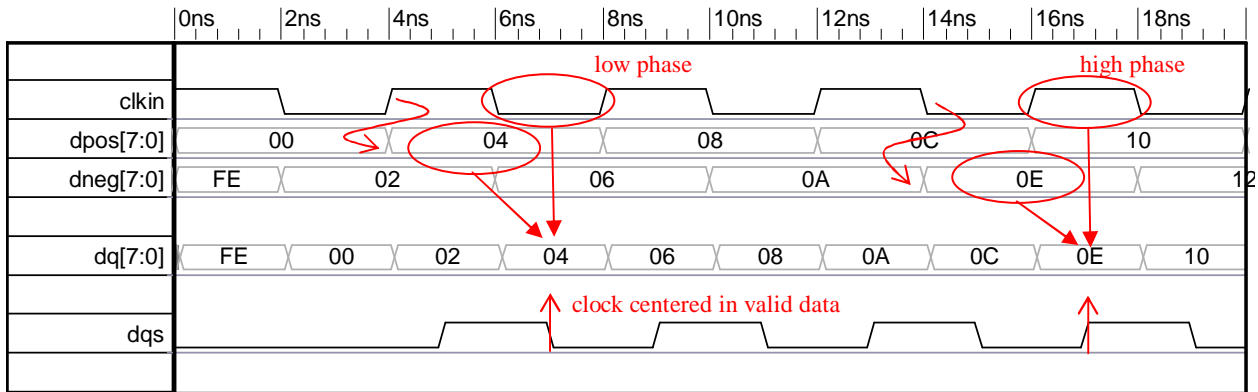 0ns 2ns 4ns 6ns 8ns 10ns 12ns 14ns 16ns 18ns
low phase high phase
clkin
dpos[7:0] 00 04 08 0C 10
dneg[7:0] FE 02 06 0A 0E 12
dq[7:0] FE 00 02 04 06 08 0A 0C 0E 10
clock centered in valid data
dqs